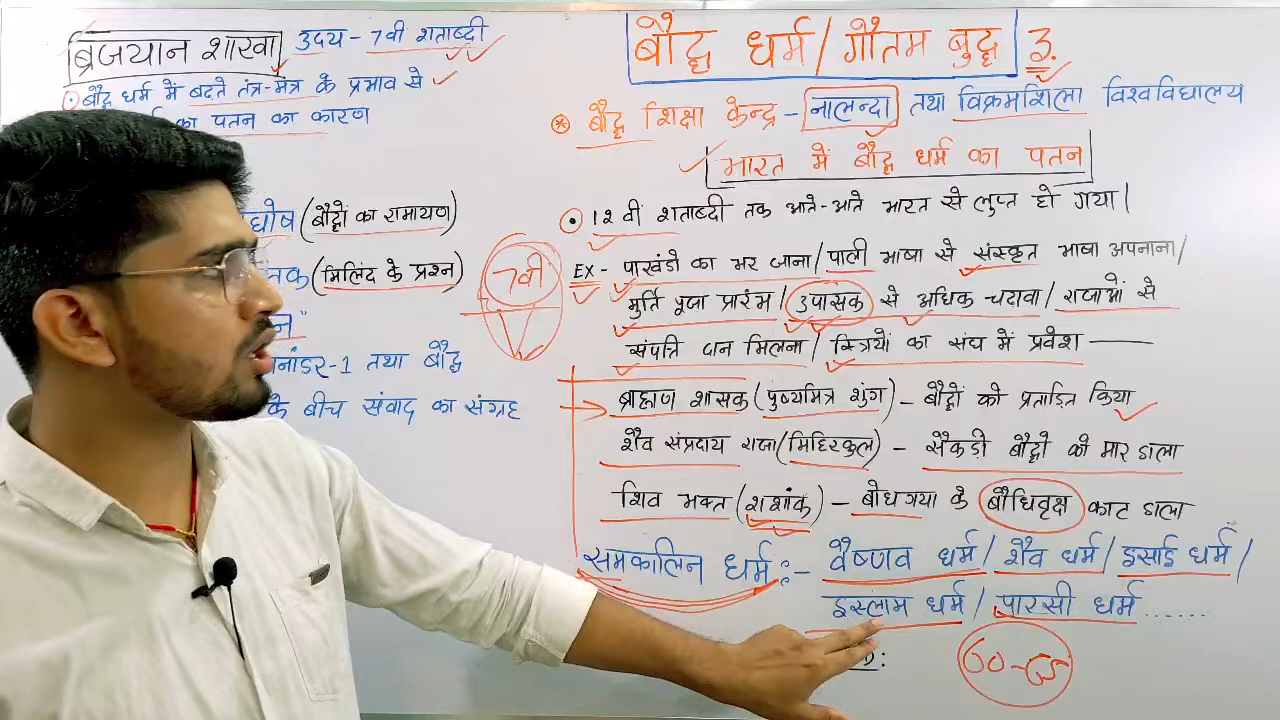 ब्रिजयान शाखा उदय - 7वी शताब्दी
बौद्ध धर्म में बढ़ते तंत्र-मंत्र के प्रभाव से
का पतन का कारण
घोष (बौद्धों का रामायण)
(मिलिंद के प्रश्न)
7वी
नांडर-1 तथा बौद्ध
के बीच संवाद का संग्रह
बौद्ध धर्म / गौतम बुद्ध 3.
* बौद्ध शिक्षा केन्द्र - नालन्दा तथा विक्रमशिला विश्वविद्यालय
भारत में बौद्ध धर्म का पतन
12 वीं शताब्दी तक आते-आते भारत से लुप्त हो गया।
EX - पाखंडो का भर जाना / पाली भाषा से संस्कृत भाषा अपनाना /
मुर्ति पूजा प्रारंभ / उपासक से अधिक चढावा / राजाओं से
संपत्ति दान मिलना / स्त्रियों का संघ में प्रवेश ——
ब्राह्मण शासक (पुष्यमित्र शुंग) - बौद्धों को प्रताड़ित किया
शैव संप्रदाय राजा (मिहिरकुल) - सैकड़ो बौद्धो को मार डाला
शिव भक्त (शशांक) - बोधगया के बौधिवृक्ष काट डाला
समकालिन धर्म :- वैष्णव धर्म / शैव धर्म / इसाई धर्म /
इस्लाम धर्म / पारसी धर्म ......